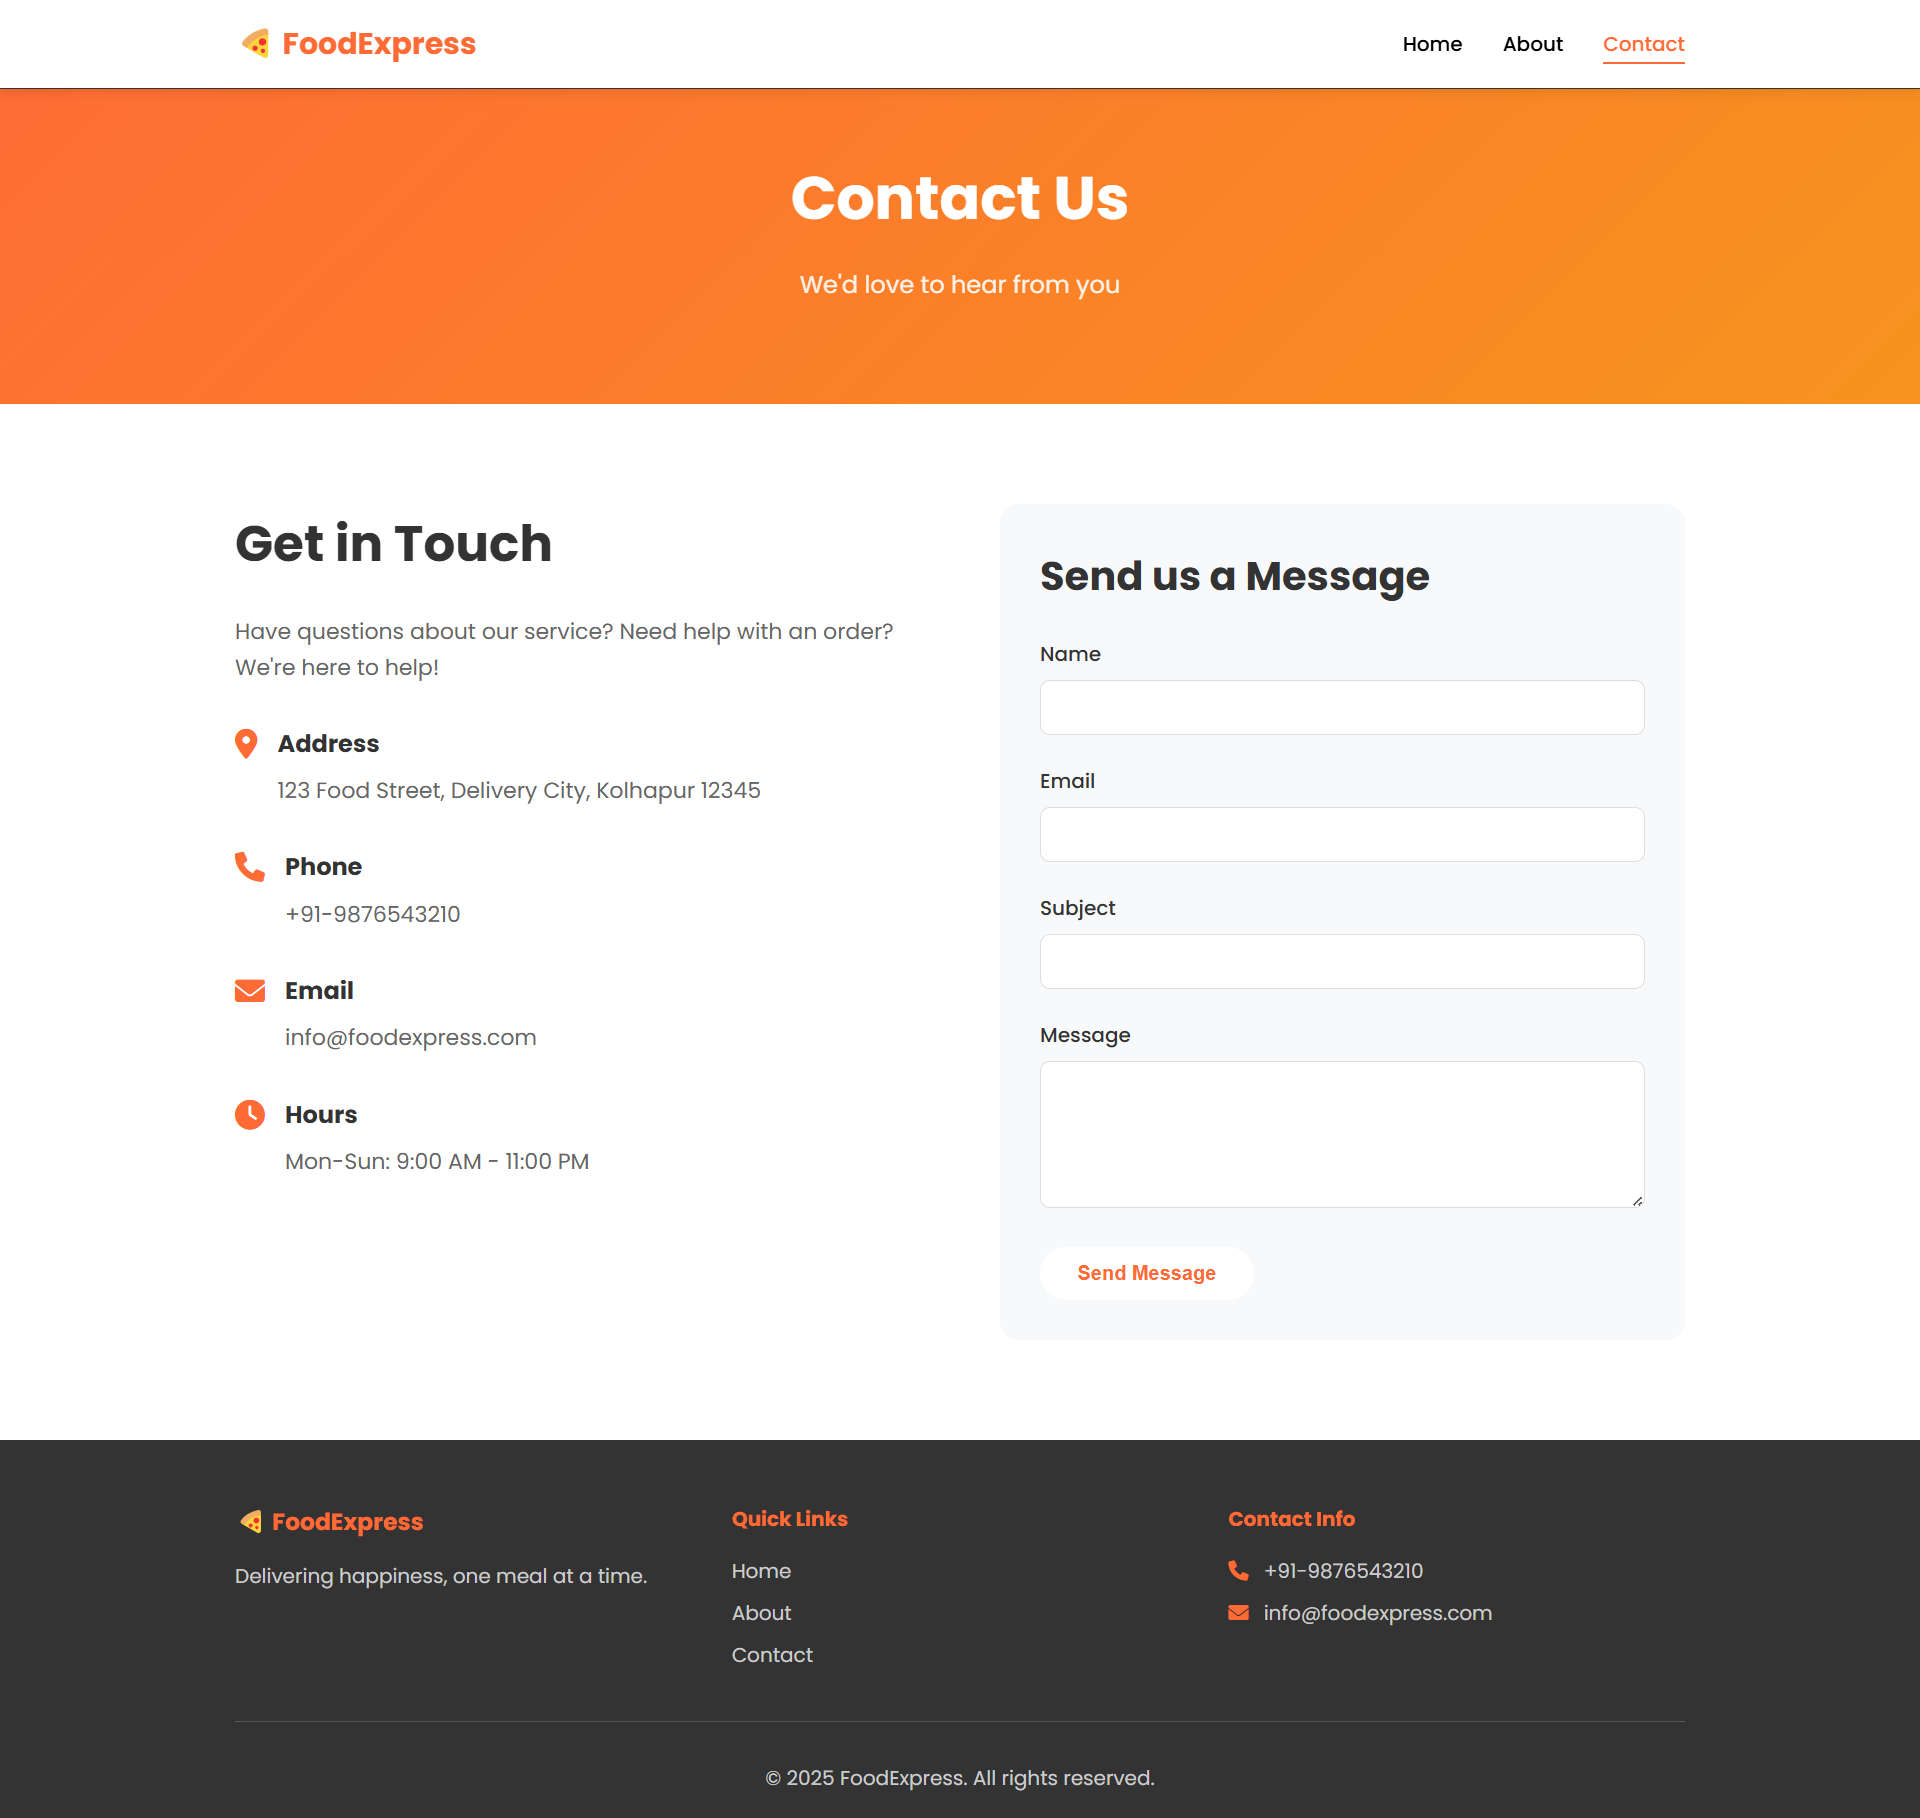 FoodExpress
Home About Contact
Contact Us
We'd love to hear from you
Get in Touch
Have questions about our service? Need help with an order?
We're here to help!
Address
123 Food Street, Delivery City, Kolhapur 12345
Phone
+91-9876543210
Email
info@foodexpress.com
Hours
Mon-Sun: 9:00 AM - 11:00 PM
Send us a Message
Name
Email
Subject
Message
Send Message
FoodExpress
Delivering happiness, one meal at a time.
Quick Links
Home
About
Contact
Contact Info
+91-9876543210
info@foodexpress.com
© 2025 FoodExpress. All rights reserved.